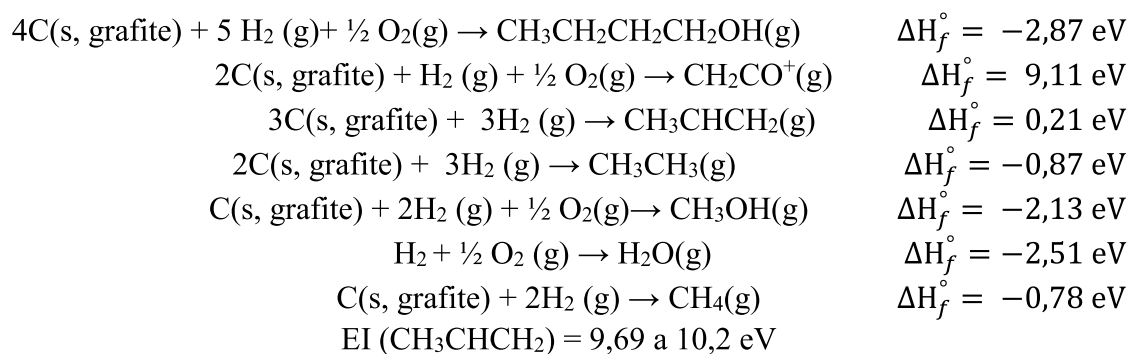 4C(s, grafite) + 5 H₂ (g)+ ½ O₂(g) → CH3CH2CH2CH2OH(g) ΔH°f = −2,87 eV
2C(s, grafite) + H₂ (g) + ½ O₂(g) → CH₂CO⁺(g) ΔH°f = 9,11 eV
3C(s, grafite) + 3H₂ (g) → CH₃CHCH₂(g) ΔH°f = 0,21 eV
2C(s, grafite) + 3H₂ (g) → CH₃CH₃(g) ΔH°f = −0,87 eV
C(s, grafite) + 2H₂ (g) + ½ O₂(g)→ CH₃OH(g) ΔH°f = −2,13 eV
H₂ + ½ O₂ (g) → H₂O(g) ΔH°f = −2,51 eV
C(s, grafite) + 2H₂ (g) → CH₄(g) ΔH°f = −0,78 eV
EI (CH₃CHCH₂) = 9,69 a 10,2 eV